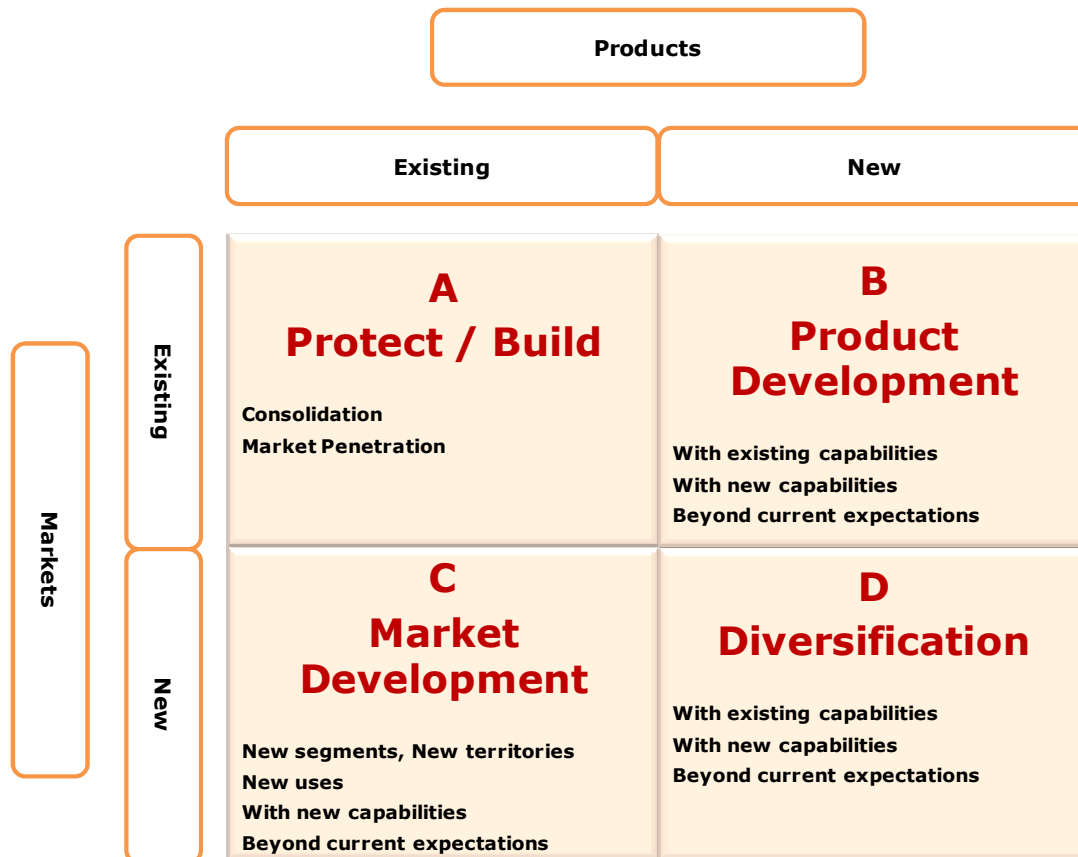 Products
Existing
New
Existing
A
Protect / Build
Consolidation
Market Penetration
B
Product
Development
With existing capabilities
With new capabilities
Beyond current expectations
Markets
New
C
Market
Development
New segments, New territories
New uses
With new capabilities
Beyond current expectations
D
Diversification
With existing capabilities
With new capabilities
Beyond current expectations